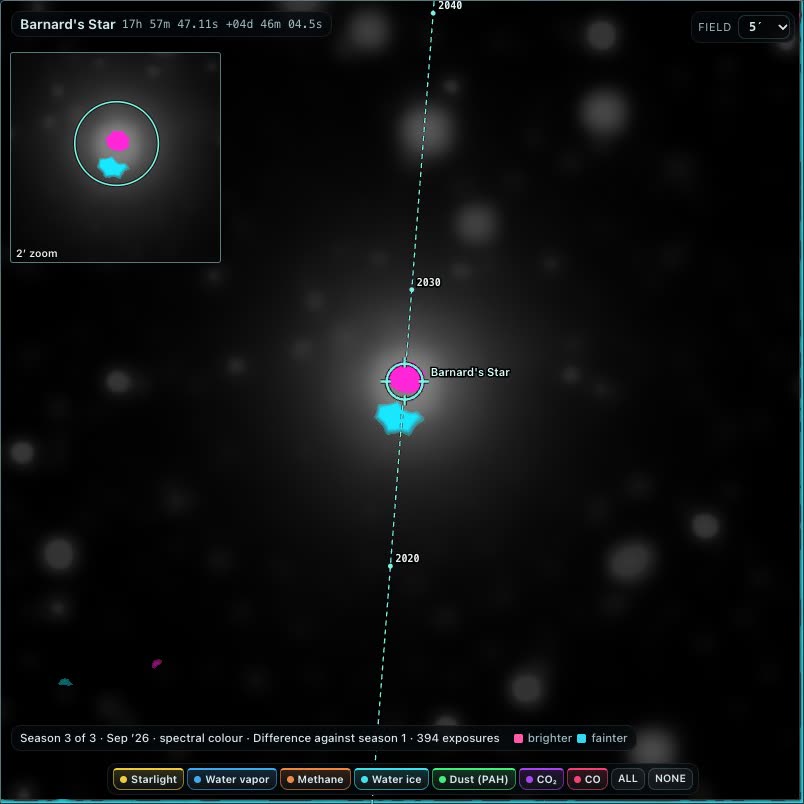 2040
Barnard's Star 17h 57m 47.11s +04d 46m 04.5s
FIELD 5′
2′ zoom
2030
Barnard's Star
2020
Season 3 of 3 · Sep ’26 · spectral colour · Difference against season 1 · 394 exposures brighter fainter
Starlight Water vapor Methane Water ice Dust (PAH) CO₂ CO ALL NONE